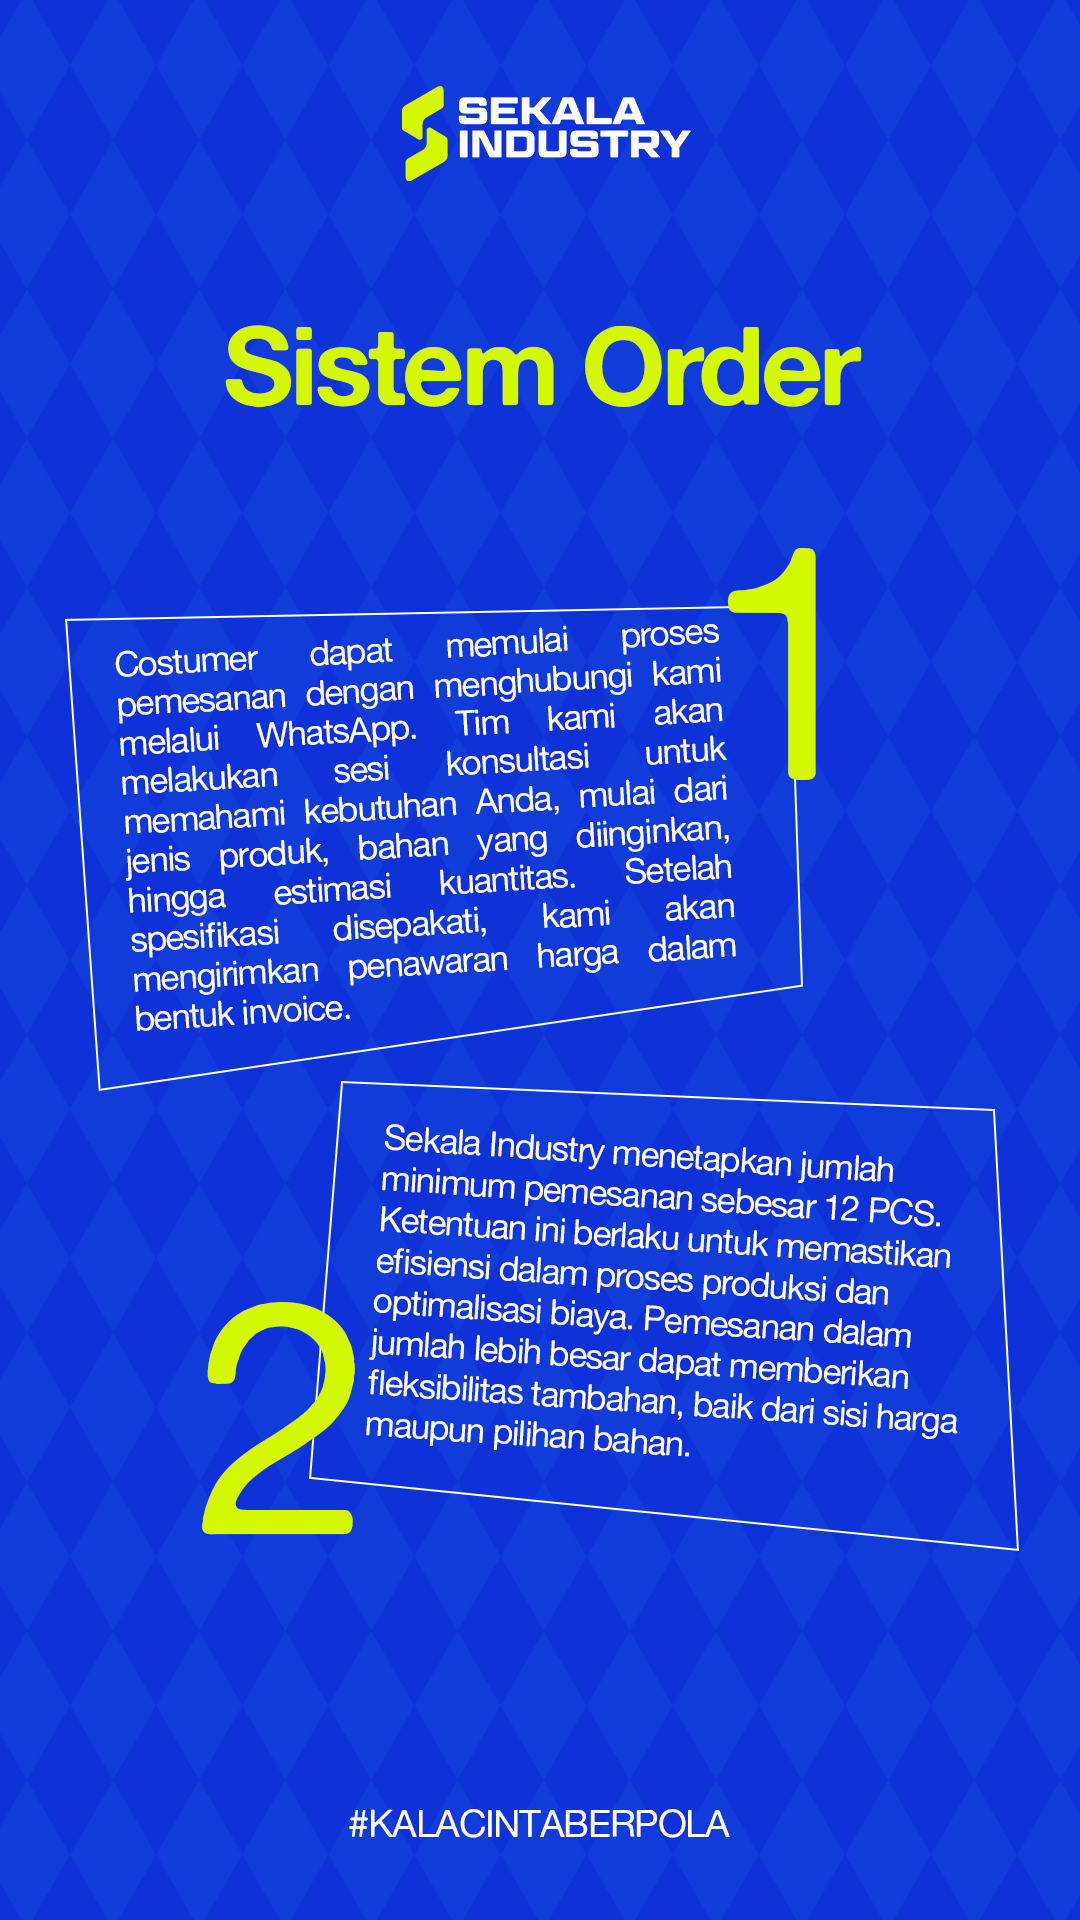 SEKALA
INDUSTRY
Sistem Order
1
Costumer dapat memulai proses
pemesanan dengan menghubungi kami
melalui WhatsApp. Tim kami akan
melakukan sesi konsultasi untuk
memahami kebutuhan Anda, mulai dari
jenis produk, bahan yang diinginkan,
hingga estimasi kuantitas. Setelah
spesifikasi disepakati, kami akan
mengirimkan penawaran harga dalam
bentuk invoice.
2
Sekala Industry menetapkan jumlah
minimum pemesanan sebesar 12 PCS.
Ketentuan ini berlaku untuk memastikan
efisiensi dalam proses produksi dan
optimalisasi biaya. Pemesanan dalam
jumlah lebih besar dapat memberikan
fleksibilitas tambahan, baik dari sisi harga
maupun pilihan bahan.
#KALACINTABERPOLA